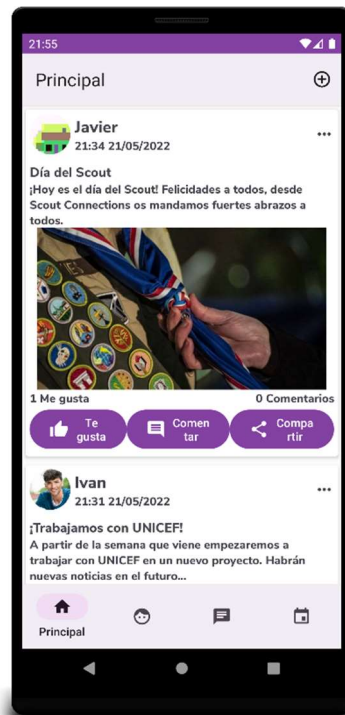 21:55
Principal
Javier
21:34 21/05/2022
Día del Scout
¡Hoy es el día del Scout! Felicidades a todos, desde
Scout Connections os mandamos fuertes abrazos a
todos.
1 Me gusta
0 Comentarios
Te
gusta
Comen
tar
Compa
rtir
Ivan
21:31 21/05/2022
¡Trabajamos con UNICEF!
A partir de la semana que viene empezaremos a
trabajar con UNICEF en un nuevo proyecto. Habrán
nuevas noticias en el futuro...
Principal